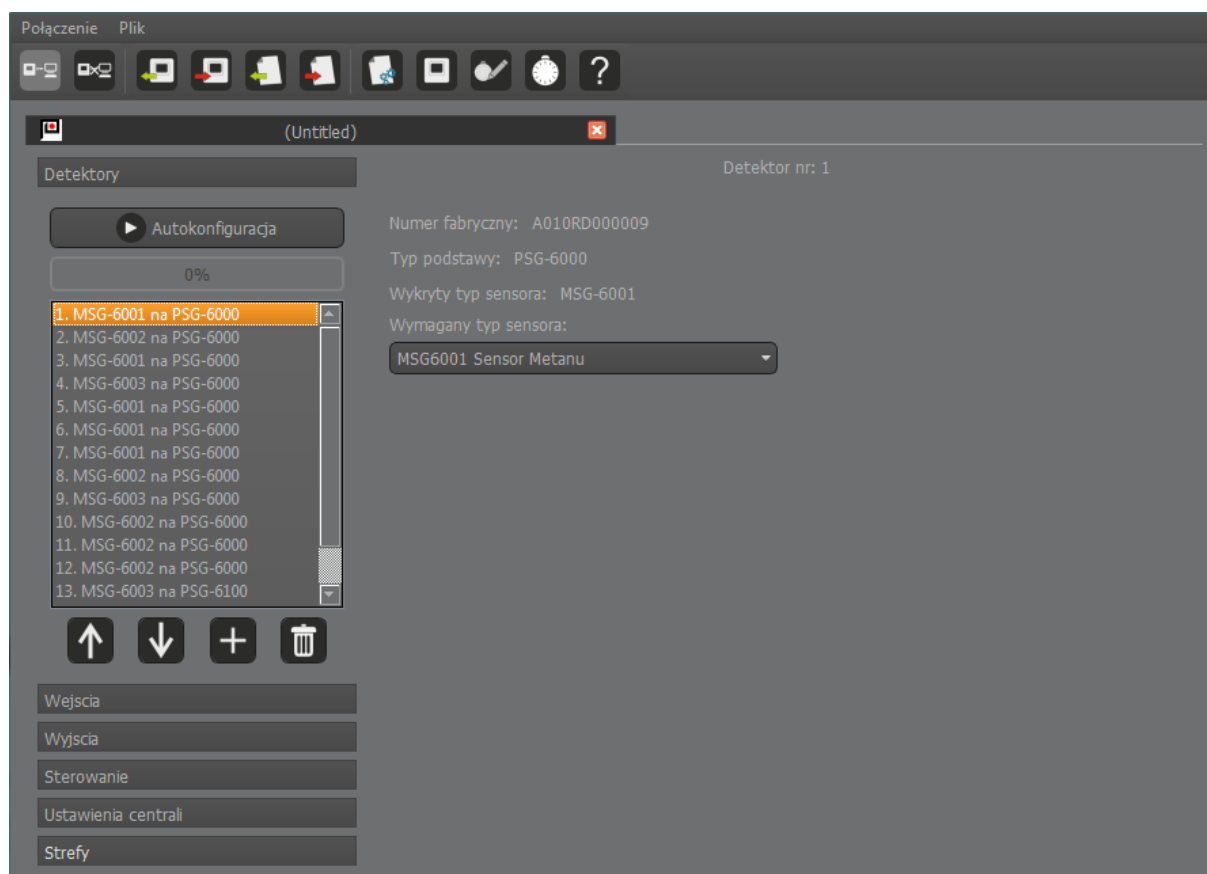 Połączenie Plik
?
(Untitled)
Detektory
Detektor nr: 1
Autokonfiguracja
0%
Numer fabryczny: A010RD000009
Typ podstawy: PSG-6000
Wykryty typ sensora: MSG-6001
Wymagany typ sensora:
MSG6001 Sensor Metanu
1. MSG-6001 na PSG-6000
2. MSG-6002 na PSG-6000
3. MSG-6001 na PSG-6000
4. MSG-6003 na PSG-6000
5. MSG-6001 na PSG-6000
6. MSG-6001 na PSG-6000
7. MSG-6001 na PSG-6000
8. MSG-6002 na PSG-6000
9. MSG-6003 na PSG-6000
10. MSG-6002 na PSG-6000
11. MSG-6002 na PSG-6000
12. MSG-6002 na PSG-6000
13. MSG-6003 na PSG-6100
Wejscia
Wyjscia
Sterowanie
Ustawienia centrali
Strefy